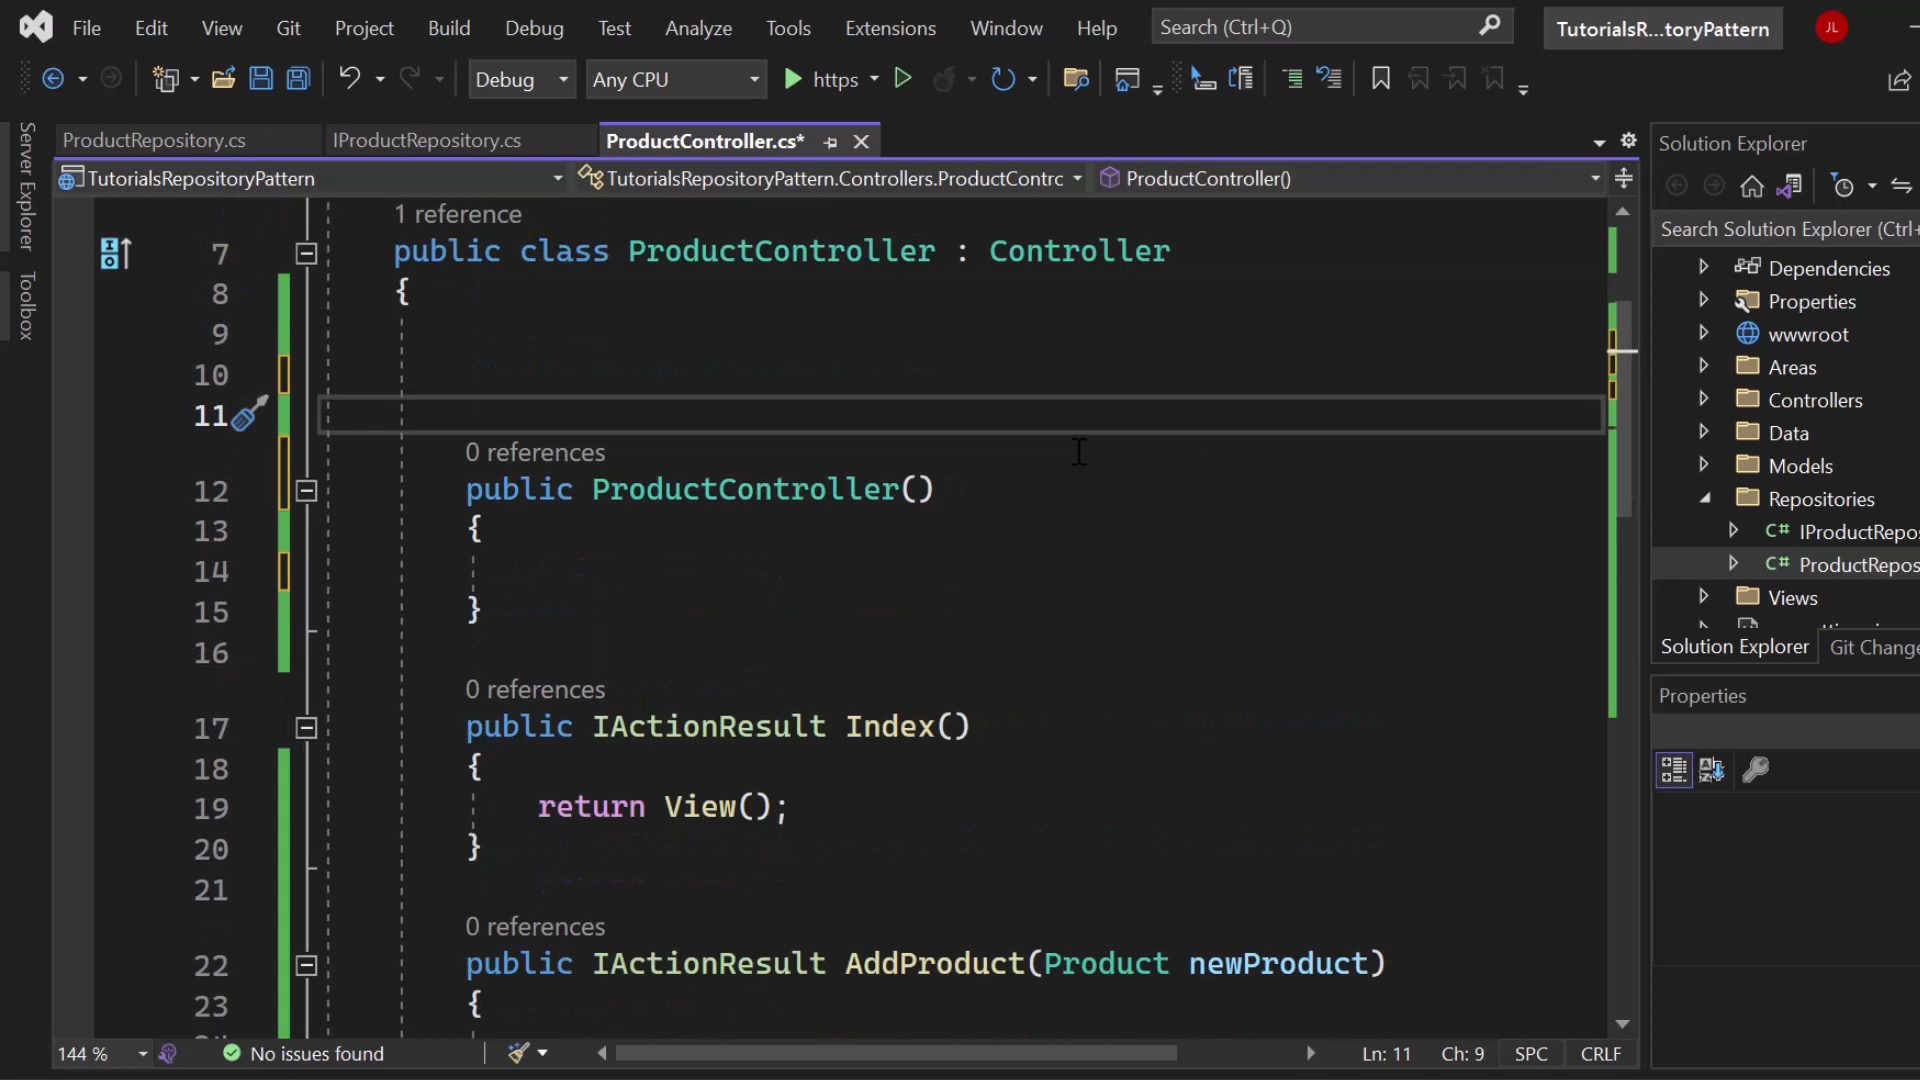 File Edit View Git Project Build Debug Test Analyze Tools Extensions Window Help Search (Ctrl+Q) TutorialsR...toryPattern JL
Debug Any CPU https
Server Explorer
Toolbox
ProductRepository.cs IProductRepository.cs ProductController.cs*
TutorialsRepositoryPattern TutorialsRepositoryPattern.Controllers.ProductContrc ProductController()
1 reference
7 public class ProductController : Controller
8 {
9
10
11
0 references
12 public ProductController()
13 {
14
15 }
16
0 references
17 public IActionResult Index()
18 {
19 return View();
20 }
21
0 references
22 public IActionResult AddProduct(Product newProduct)
23 {
144 % No issues found Ln: 11 Ch: 9 SPC CRLF
Solution Explorer
Search Solution Explorer (Ctrl+
Dependencies
Properties
wwwroot
Areas
Controllers
Data
Models
Repositories
C# IProductRepos
C# ProductRepos
Views
Solution Explorer Git Change
Properties